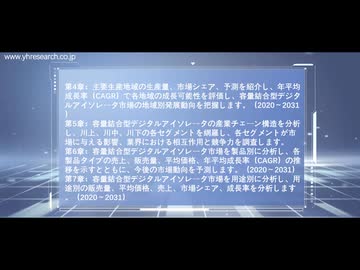 www.yhresearch.co.jp
第4章：主要生産地域の生産量、市場シェア、予測を紹介し、年平均
成長率（CAGR）で各地域の成長可能性を評価し、容量結合型デジタ
ルアイソレータ市場の地域別発展動向を把握します。（2020～2031
）
第5章：容量結合型デジタルアイソレータの産業チェーン構造を分析
し、川上、川中、川下の各セグメントを網羅し、各セグメントが市
場に与える影響、業界における相互作用と競争力を調査します。
第6章：容量結合型デジタルアイソレータ市場を製品別に分析し、各
製品タイプの売上、販売量、平均価格、年平均成長率（CAGR）の推
移を示すとともに、今後の市場動向を予測します。（2020～2031）
第7章：容量結合型デジタルアイソレータ市場を用途別に分析し、用
途別の販売量、平均価格、売上、市場シェア、成長率を分析します
。（2020～2031）